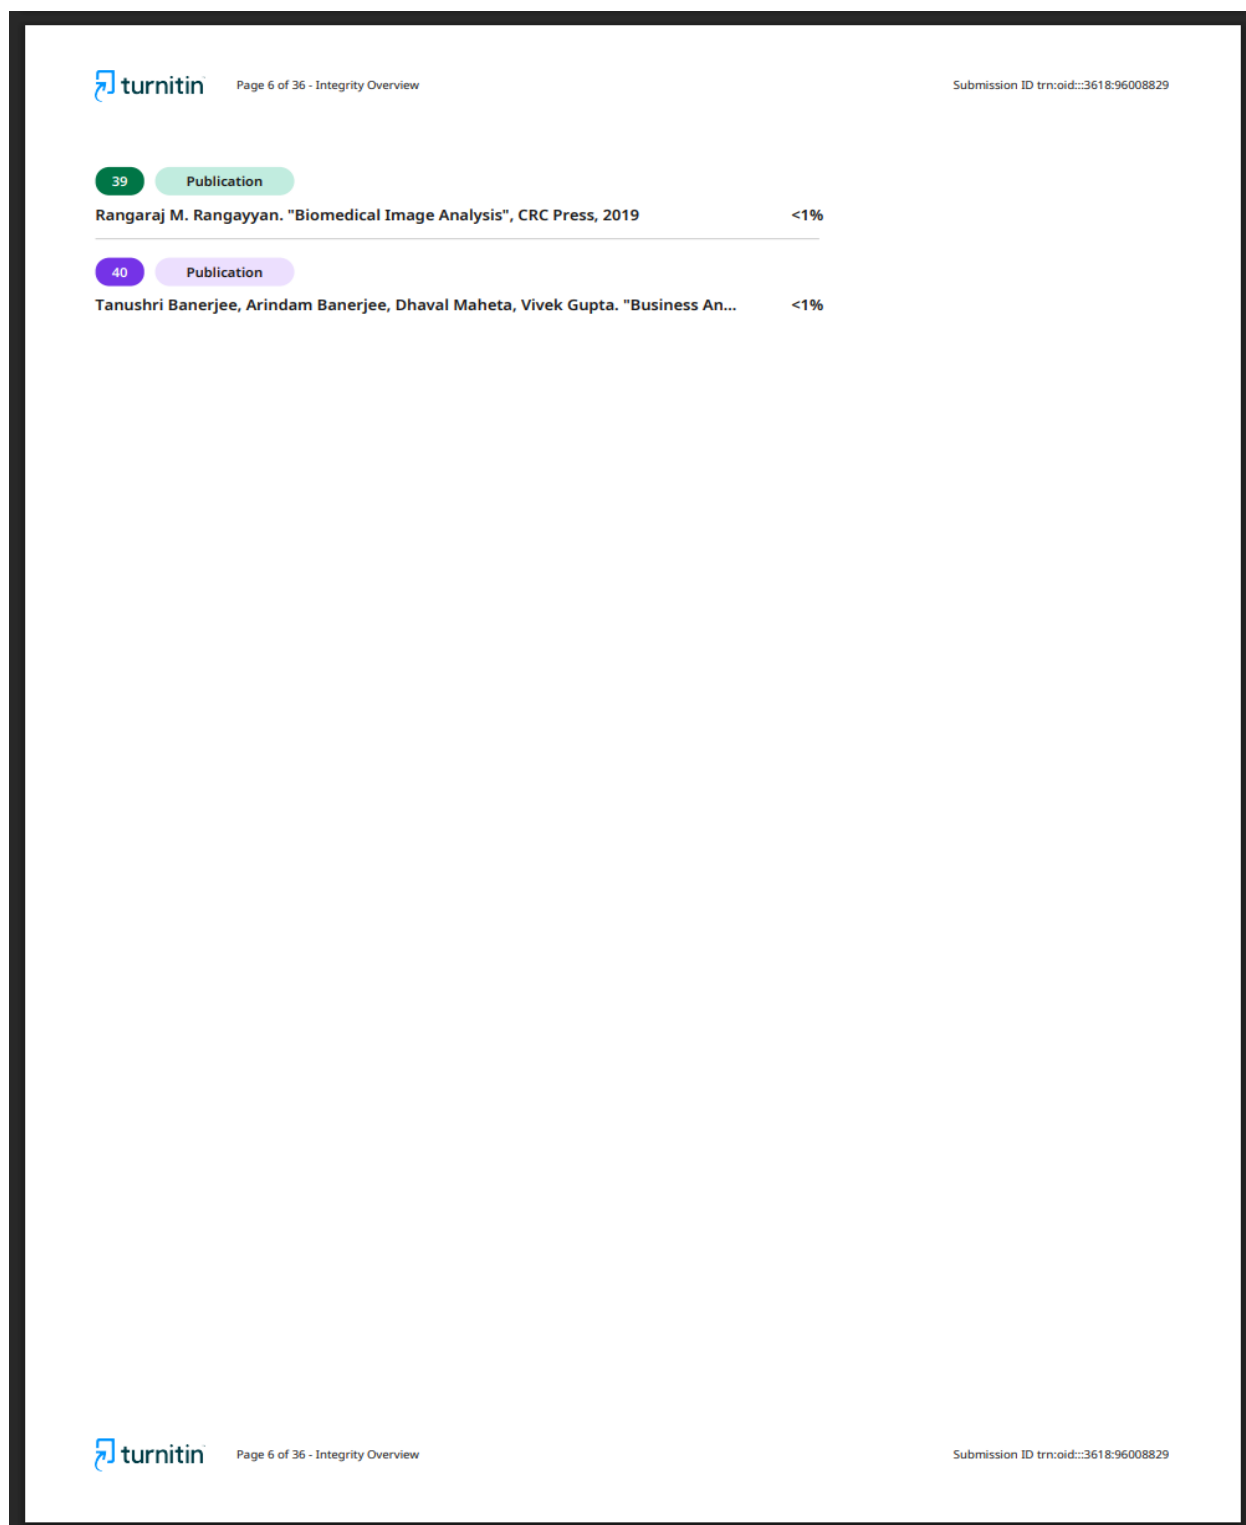 turnitin Page 6 of 36 - Integrity Overview Submission ID trn:oid:::3618:96008829
39 Publication
Rangaraj M. Rangayyan. "Biomedical Image Analysis", CRC Press, 2019 <1%
40 Publication
Tanushri Banerjee, Arindam Banerjee, Dhaval Maheta, Vivek Gupta. "Business An... <1%
turnitin Page 6 of 36 - Integrity Overview Submission ID trn:oid:::3618:96008829